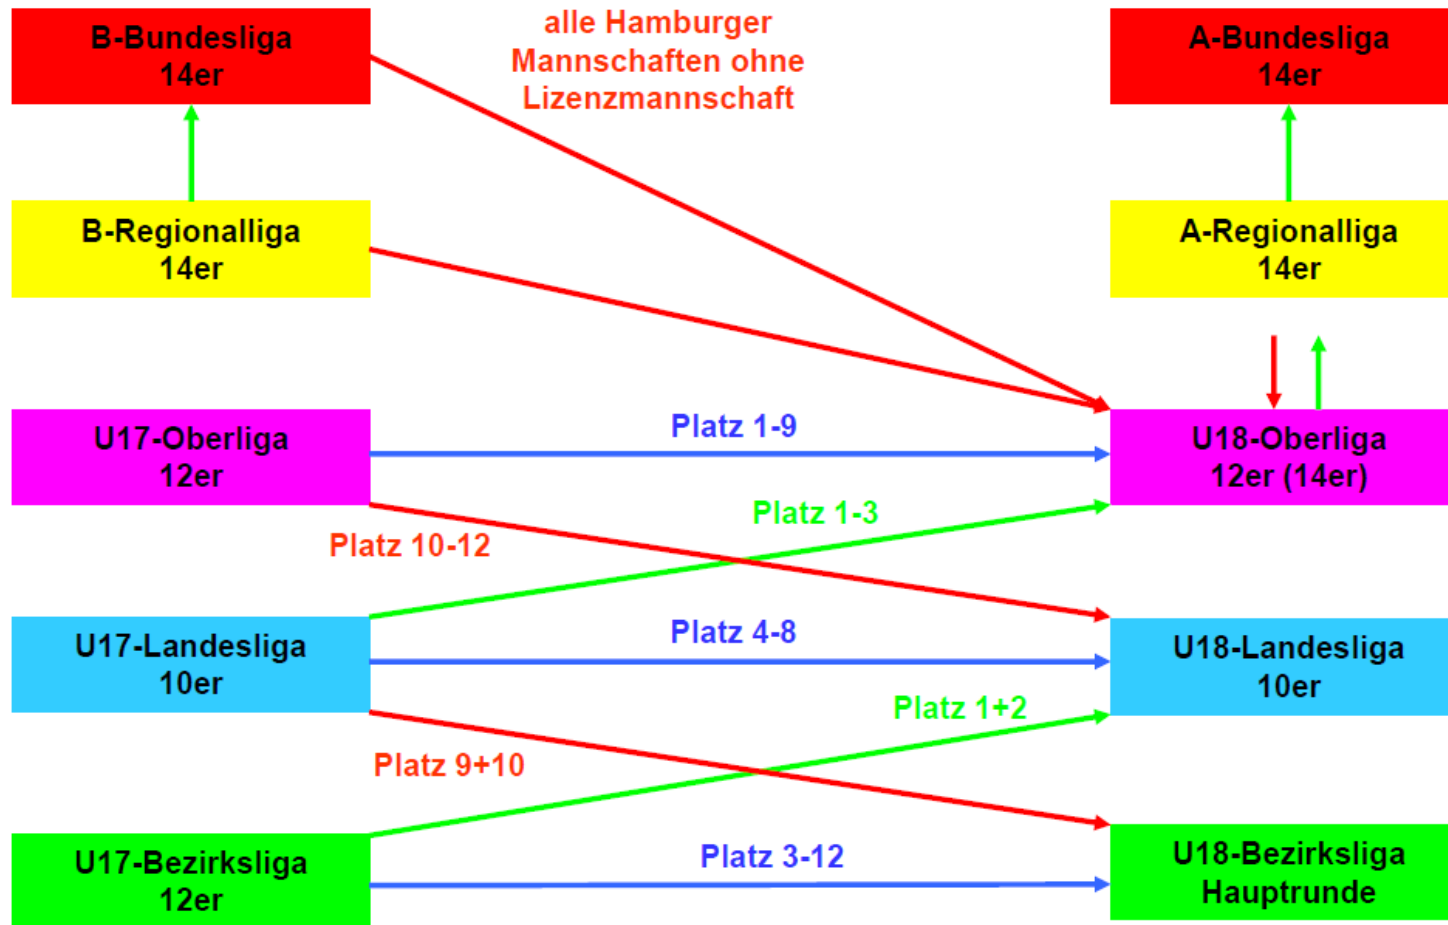 B-Bundesliga
14er
alle Hamburger
Mannschaften ohne
Lizenzmannschaft
A-Bundesliga
14er
B-Regionalliga
14er
A-Regionalliga
14er
U17-Oberliga
12er
Platz 1-9
U18-Oberliga
12er (14er)
Platz 1-3
Platz 10-12
U17-Landesliga
10er
Platz 4-8
U18-Landesliga
10er
Platz 1+2
Platz 9+10
U17-Bezirksliga
12er
Platz 3-12
U18-Bezirksliga
Hauptrunde